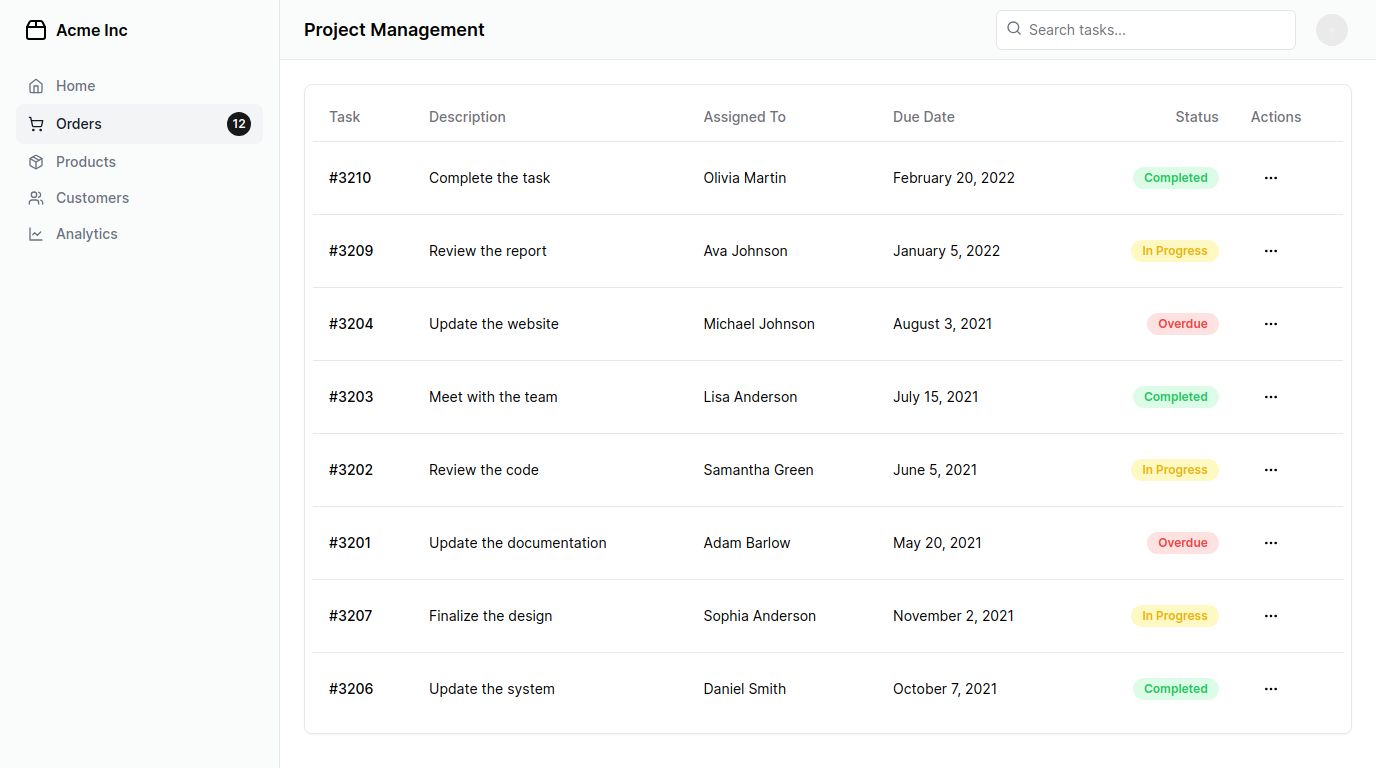 Acme Inc
Home
Orders 12
Products
Customers
Analytics
Project Management
Search tasks...
Task Description Assigned To Due Date Status Actions
#3210 Complete the task Olivia Martin February 20, 2022 Completed
#3209 Review the report Ava Johnson January 5, 2022 In Progress
#3204 Update the website Michael Johnson August 3, 2021 Overdue
#3203 Meet with the team Lisa Anderson July 15, 2021 Completed
#3202 Review the code Samantha Green June 5, 2021 In Progress
#3201 Update the documentation Adam Barlow May 20, 2021 Overdue
#3207 Finalize the design Sophia Anderson November 2, 2021 In Progress
#3206 Update the system Daniel Smith October 7, 2021 Completed